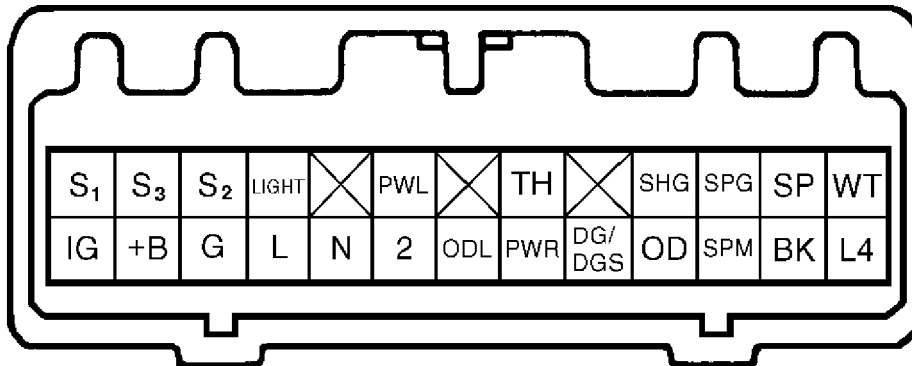 S₁ S₃ S₂ LIGHT PWL TH SHG SPG SP WT
IG +B G L N 2 ODL PWR DG/DGS OD SPM BK L4